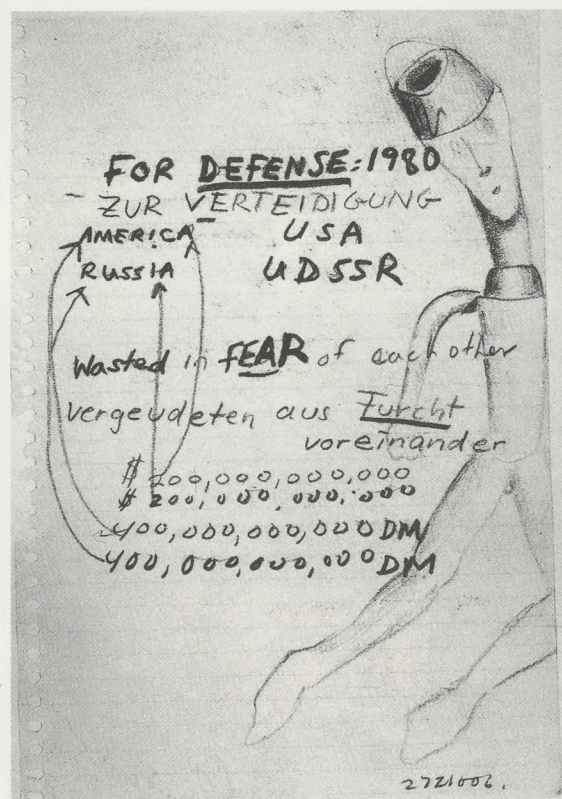 FOR DEFENSE: 1980
ZUR VERTEIDIGUNG
AMERICA USA
RUSSIA UDSSR
Wasted in FEAR of each other
vergeudeten aus Furcht
voreinander
$ 200,000,000,000
$ 200,000,000,000
400,000,000,000 DM
400,000,000,000 DM
2721006.